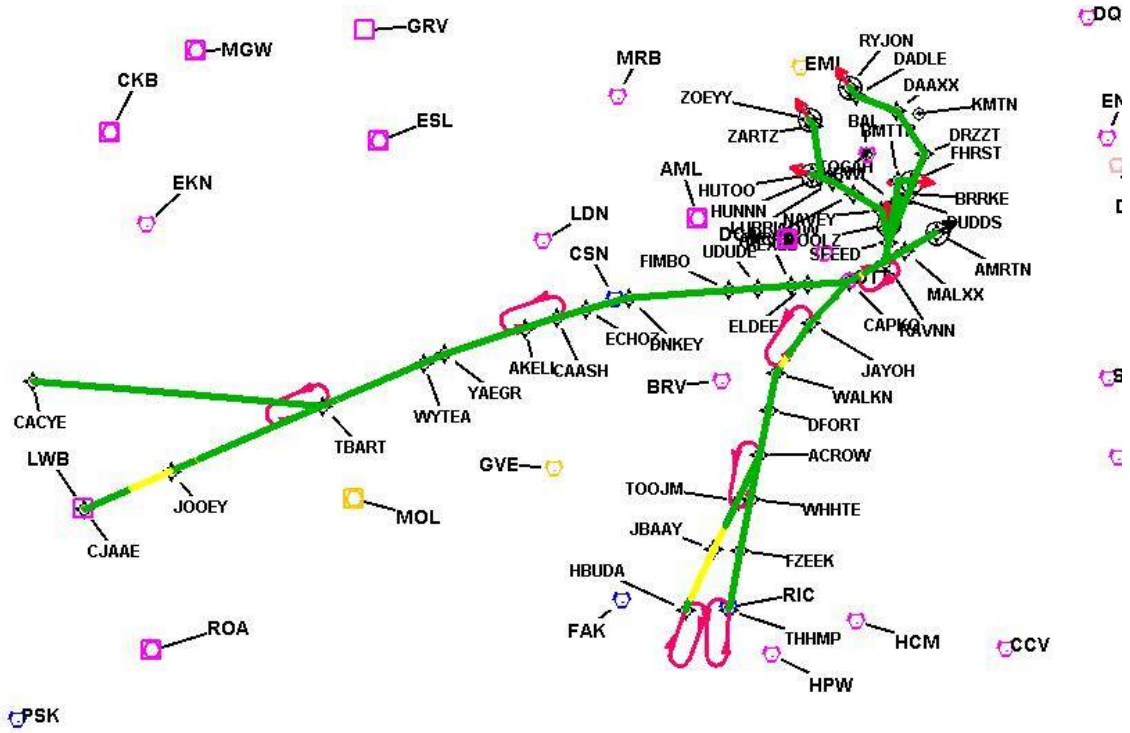 DQ
GRV
MGW
RYJON
DADLE
EMI
MRB
CKB
DAAXX
ZOEYY
KMTN
EN
BAL
ESL
ZARTZ
DRZZT
FHRST
AML
HUTOO
EKN
BRRKE
HUNNN
LDN
NAVEY
DUDDS
CSN
UDUDE
FIMBO
AMRTN
MALXX
ELDEE
CAPKO
RAVNN
ECHOZ
DNKEY
JAYOH
CAASH
AKELL
YAEGR
BRV
WALKN
S
WYTEA
CACYE
DFORT
TBART
ACROW
LWB
GVE
TOOJM
JOOEY
MOL
WHHTE
JBAAY
CJAAE
FZEEK
HBUDA
RIC
FAK
ROA
THHMP
HCM
CCV
HPW
PSK